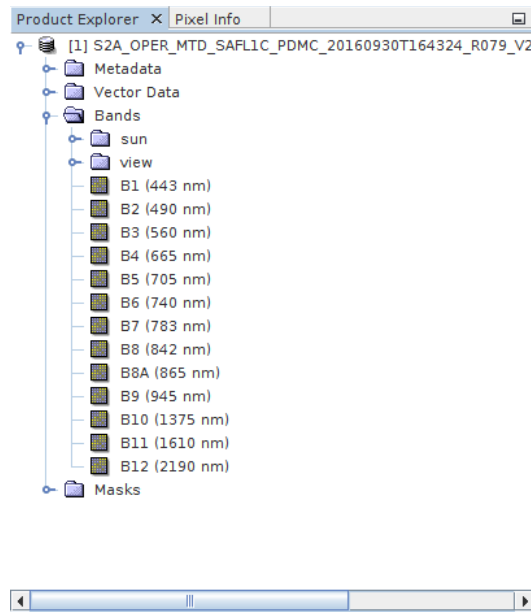 Product Explorer × Pixel Info
[1] S2A_OPER_MTD_SAFL1C_PDMC_20160930T164324_R079_V2
Metadata
Vector Data
Bands
sun
view
B1 (443 nm)
B2 (490 nm)
B3 (560 nm)
B4 (665 nm)
B5 (705 nm)
B6 (740 nm)
B7 (783 nm)
B8 (842 nm)
B8A (865 nm)
B9 (945 nm)
B10 (1375 nm)
B11 (1610 nm)
B12 (2190 nm)
Masks